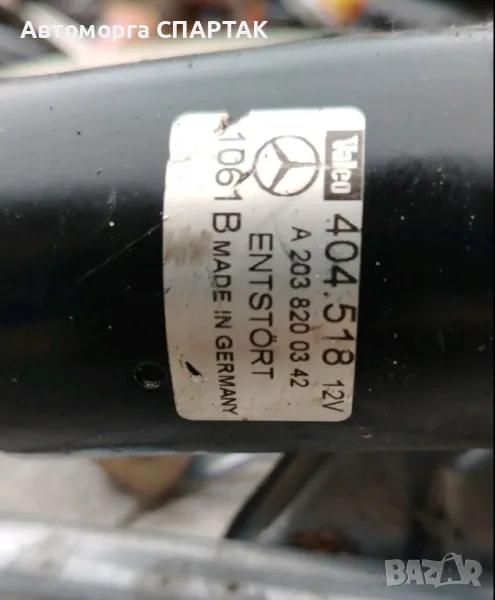 Автоморга СПАРТАК
Valeo
404.518 12V
A 203 820 03 42
ENTSTÖRT
1061 B MADE IN GERMANY
BAZAR